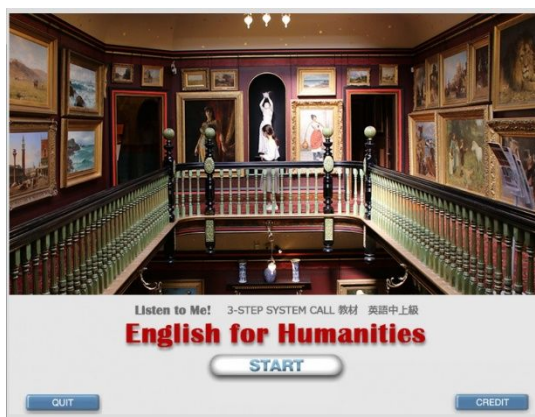 Listen to Me! 3-STEP SYSTEM CALL 教材 英語中上級
English for Humanities
START
QUIT CREDIT